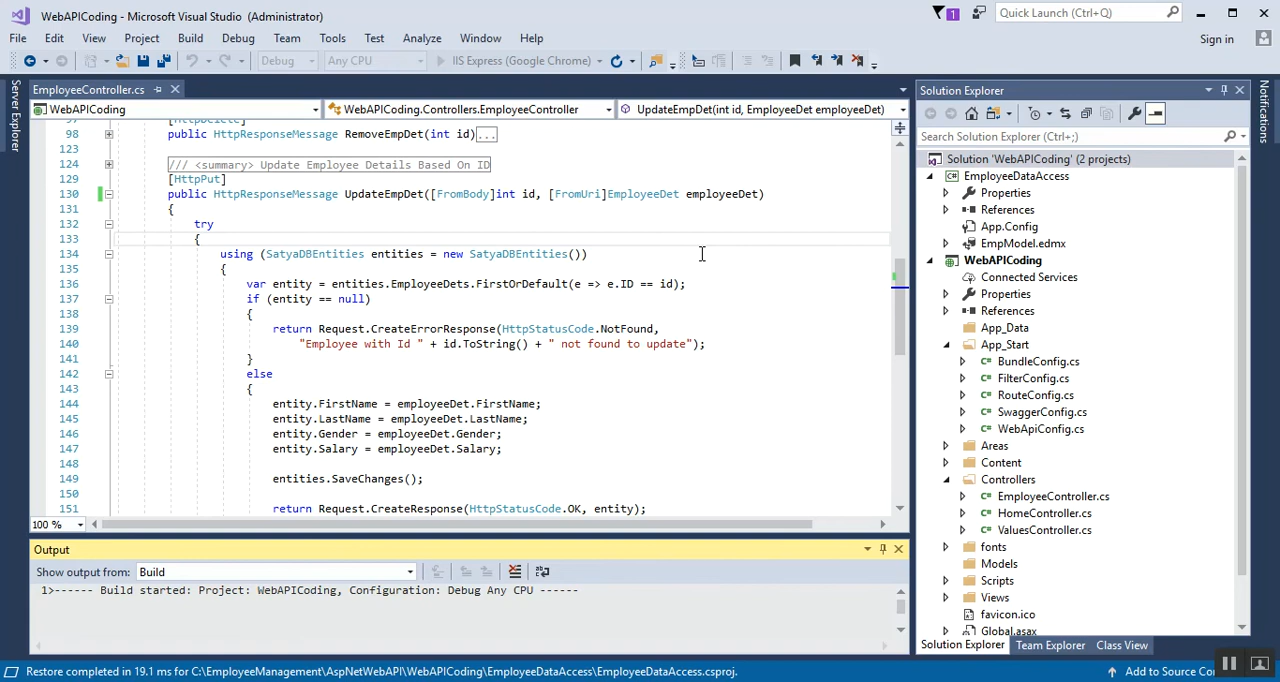 WebAPICoding - Microsoft Visual Studio (Administrator)
1
Quick Launch (Ctrl+Q)
File Edit View Project Build Debug Team Tools Test Analyze Window Help
Sign in
Debug Any CPU IIS Express (Google Chrome)
Server Explorer
EmployeeController.cs
WebAPICoding WebAPICoding.Controllers.EmployeeController UpdateEmpDet(int id, EmployeeDet employeeDet)
97 [HttpDelete]
98 public HttpResponseMessage RemoveEmpDet(int id)...
123
124 /// <summary> Update Employee Details Based On ID
129 [HttpPut]
130 public HttpResponseMessage UpdateEmpDet([FromBody]int id, [FromUri]EmployeeDet employeeDet)
131 {
132 try
133 {
134 using (SatyaDBEntities entities = new SatyaDBEntities())
135 {
136 var entity = entities.EmployeeDets.FirstOrDefault(e => e.ID == id);
137 if (entity == null)
138 {
139 return Request.CreateErrorResponse(HttpStatusCode.NotFound,
140 "Employee with Id " + id.ToString() + " not found to update");
141 }
142 else
143 {
144 entity.FirstName = employeeDet.FirstName;
145 entity.LastName = employeeDet.LastName;
146 entity.Gender = employeeDet.Gender;
147 entity.Salary = employeeDet.Salary;
148
149 entities.SaveChanges();
150
151 return Request.CreateResponse(HttpStatusCode.OK, entity);
100 %
Output
Show output from: Build
1>------ Build started: Project: WebAPICoding, Configuration: Debug Any CPU ------
Solution Explorer
Search Solution Explorer (Ctrl+;)
Solution 'WebAPICoding' (2 projects)
EmployeeDataAccess
Properties
References
App.Config
EmpModel.edmx
WebAPICoding
Connected Services
Properties
References
App_Data
App_Start
BundleConfig.cs
FilterConfig.cs
RouteConfig.cs
SwaggerConfig.cs
WebApiConfig.cs
Areas
Content
Controllers
EmployeeController.cs
HomeController.cs
ValuesController.cs
fonts
Models
Scripts
Views
favicon.ico
Global.asax
Solution Explorer Team Explorer Class View
Notifications
Restore completed in 19.1 ms for C:\EmployeeManagement\AspNetWebAPI\WebAPICoding\EmployeeDataAccess\EmployeeDataAccess.csproj.
Add to Source Co